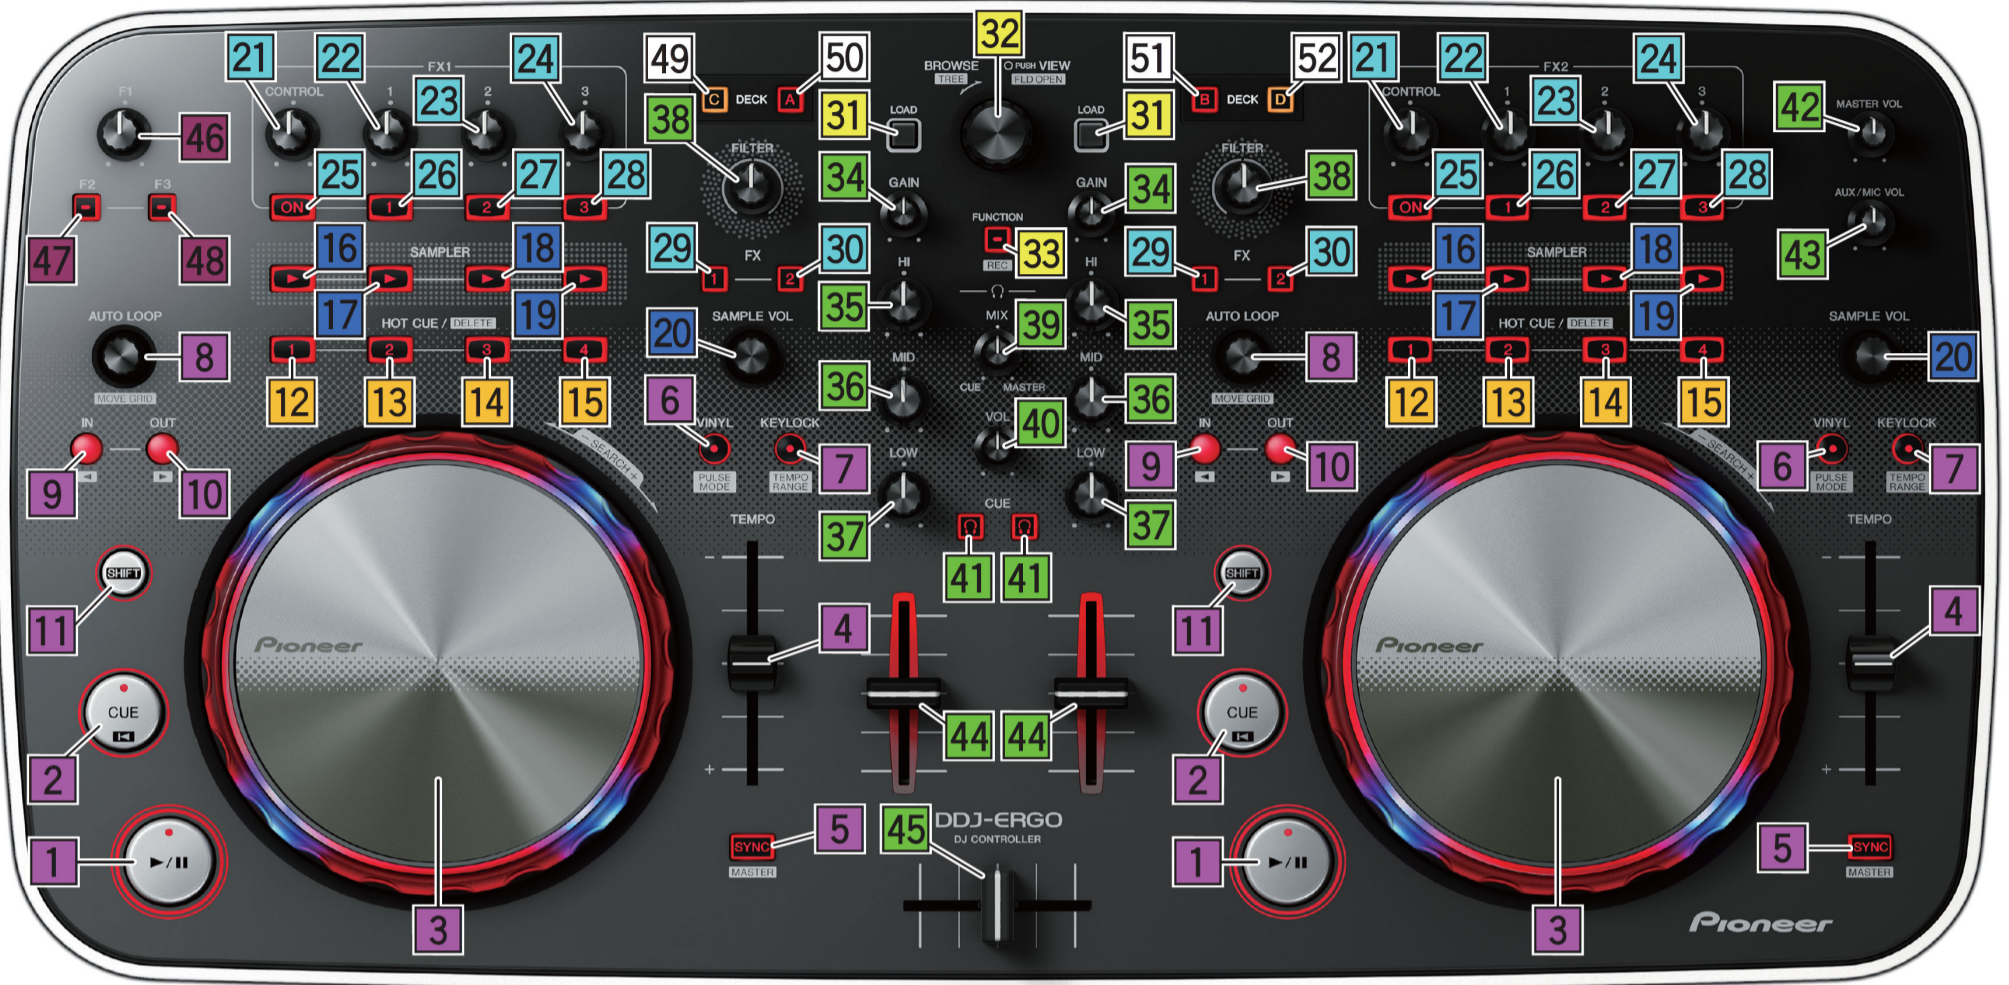 21 22 FX1 24 49 50 32 51 52 21 22 FX2 24
BROWSE PUSH VIEW
TREE FLD OPEN
F1 CONTROL 1 23 2 3 C DECK A B DECK D CONTROL 1 23 2 3 42 MASTER VOL
38 31 LOAD LOAD 31
46 FILTER FILTER
F2 F3 25 26 27 28 34 GAIN GAIN 34 38 25 26 27 28 AUX/MIC VOL
ON 1 2 3 ON 1 2 3
FUNCTION
47 48 16 SAMPLER 18 29 FX 30 REC 33 29 FX 30 16 SAMPLER 18 43
HI HI
1 2 1 2
AUTO LOOP 17 HOT CUE / DELETE 19 SAMPLE VOL 35 MIX 39 35 AUTO LOOP 17 HOT CUE / DELETE 19 SAMPLE VOL
8 1 2 3 4 20 8 1 2 3 4 20
MID MID
MOVE GRID 12 13 14 15 6 36 CUE MASTER 36 MOVE GRID 12 13 14 15
IN OUT VINYL KEYLOCK VOL 40 IN OUT VINYL KEYLOCK
− SEARCH + LOW LOW − SEARCH +
9 10 PULSE MODE TEMPO RANGE 7 9 10 6 PULSE MODE TEMPO RANGE 7
TEMPO 37 CUE 37 TEMPO
− −
SHIFT 41 41 SHIFT
11 Pioneer 4 11 Pioneer 4
CUE CUE
2 44 44 2
+ +
DDJ-ERGO
DJ CONTROLLER
1 SYNC 5 45 1 5 SYNC
MASTER MASTER
3 3 Pioneer